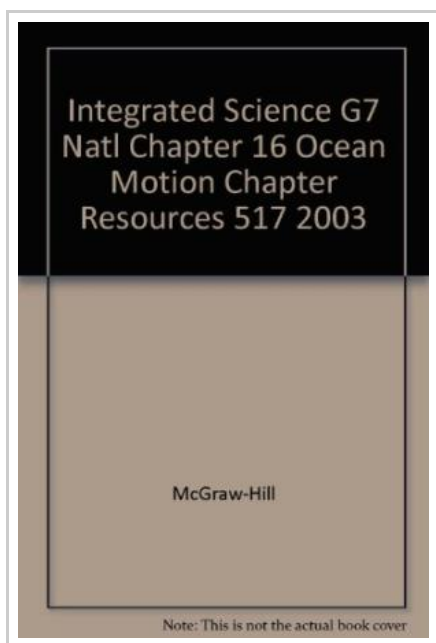 Integrated Science G7
Natl Chapter 16 Ocean
Motion Chapter
Resources 517 2003
McGraw-Hill
Note: This is not the actual book cover